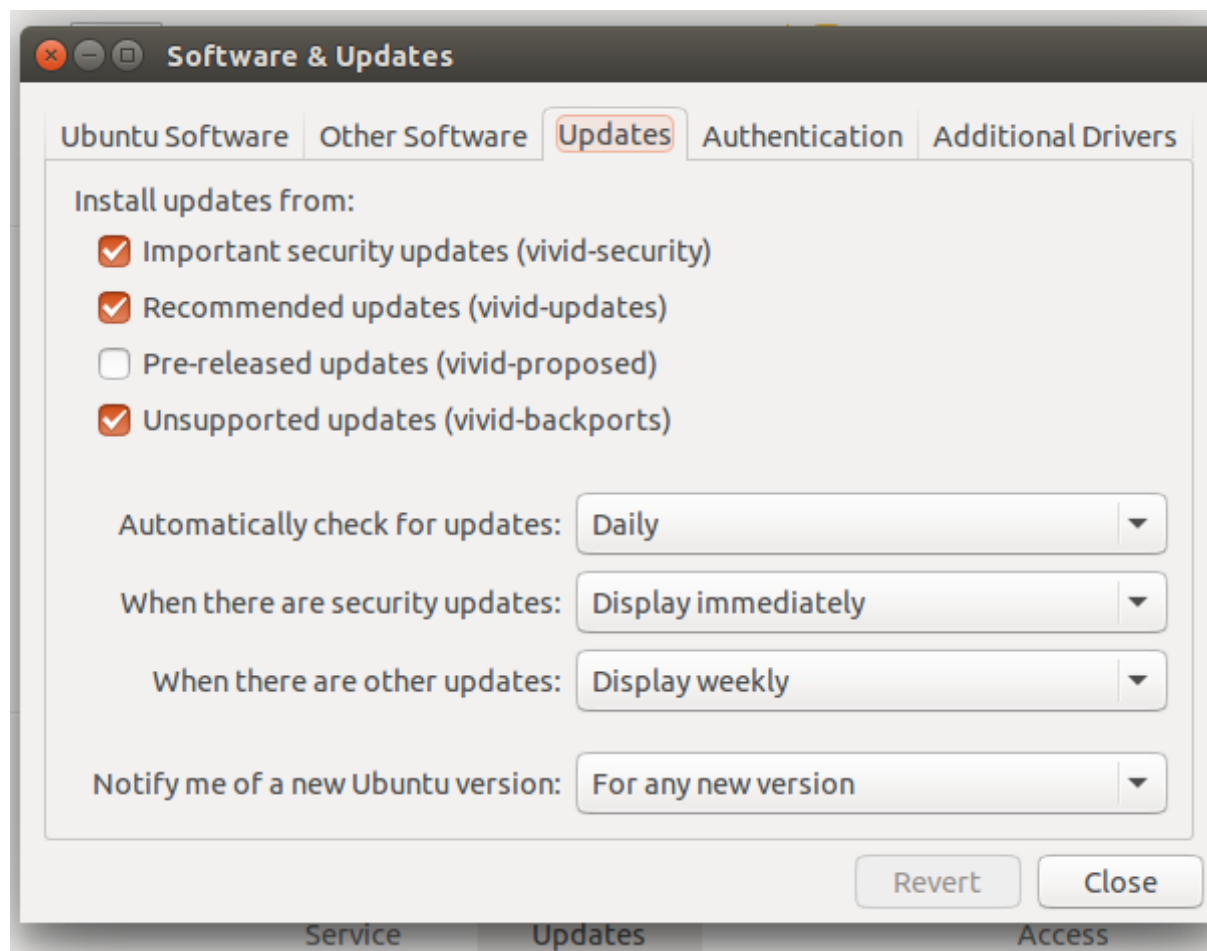 Software & Updates
Ubuntu Software Other Software Updates Authentication Additional Drivers
Install updates from:
Important security updates (vivid-security)
Recommended updates (vivid-updates)
Pre-released updates (vivid-proposed)
Unsupported updates (vivid-backports)
Automatically check for updates: Daily
When there are security updates: Display immediately
When there are other updates: Display weekly
Notify me of a new Ubuntu version: For any new version
Revert Close
Service Updates Access